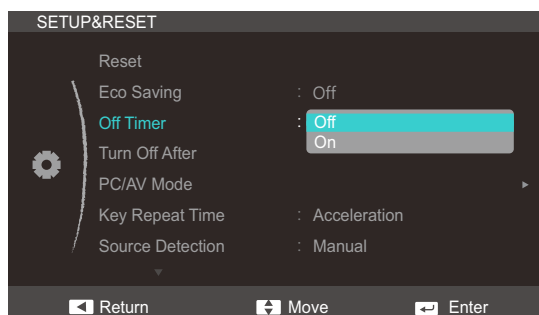 SETUP&RESET
Reset
Eco Saving : Off
Off Timer : Off
On
Turn Off After
PC/AV Mode
Key Repeat Time : Acceleration
Source Detection : Manual
Return Move Enter